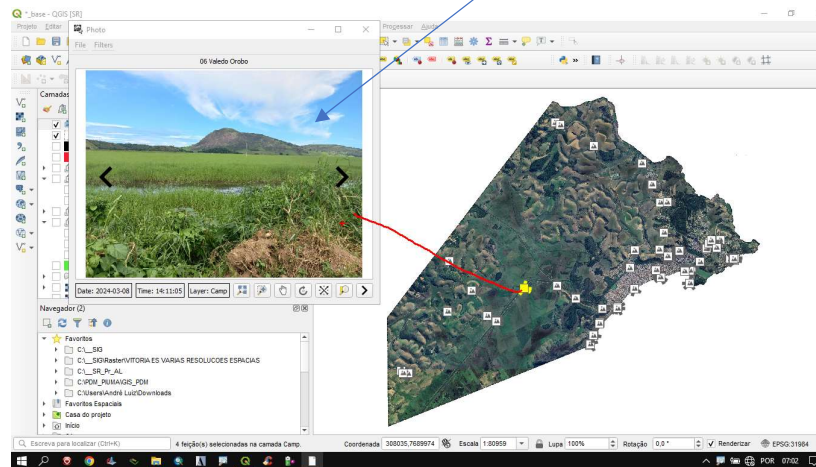 *_base - QGIS [SR]
Projeto Editar
Progessar Ajuda
Photo
File Filters
06 Valedo Orobo
Camadas
Date: 2024-03-08 Time: 14:11:05 Layer: Camp
Navegador (2)
Favoritos
C:\__SIG
C:\__SIG\Raster\VITORIA ES VARIAS RESOLUCOES ESPACIAS
C:\__SR_Pr_AL
C:\PDM_PIUMA\GIS_PDM
C:\Users\André Luiz\Downloads
Favoritos Espaciais
Casa do projeto
Início
Escreva para localizar (Ctrl+K) 4 feição(s) selecionadas na camada Camp. Coordenada 308035,7689974 Escala 1:80959 Lupa 100% Rotação 0,0 ° Renderizar EPSG:31984
POR 07:02